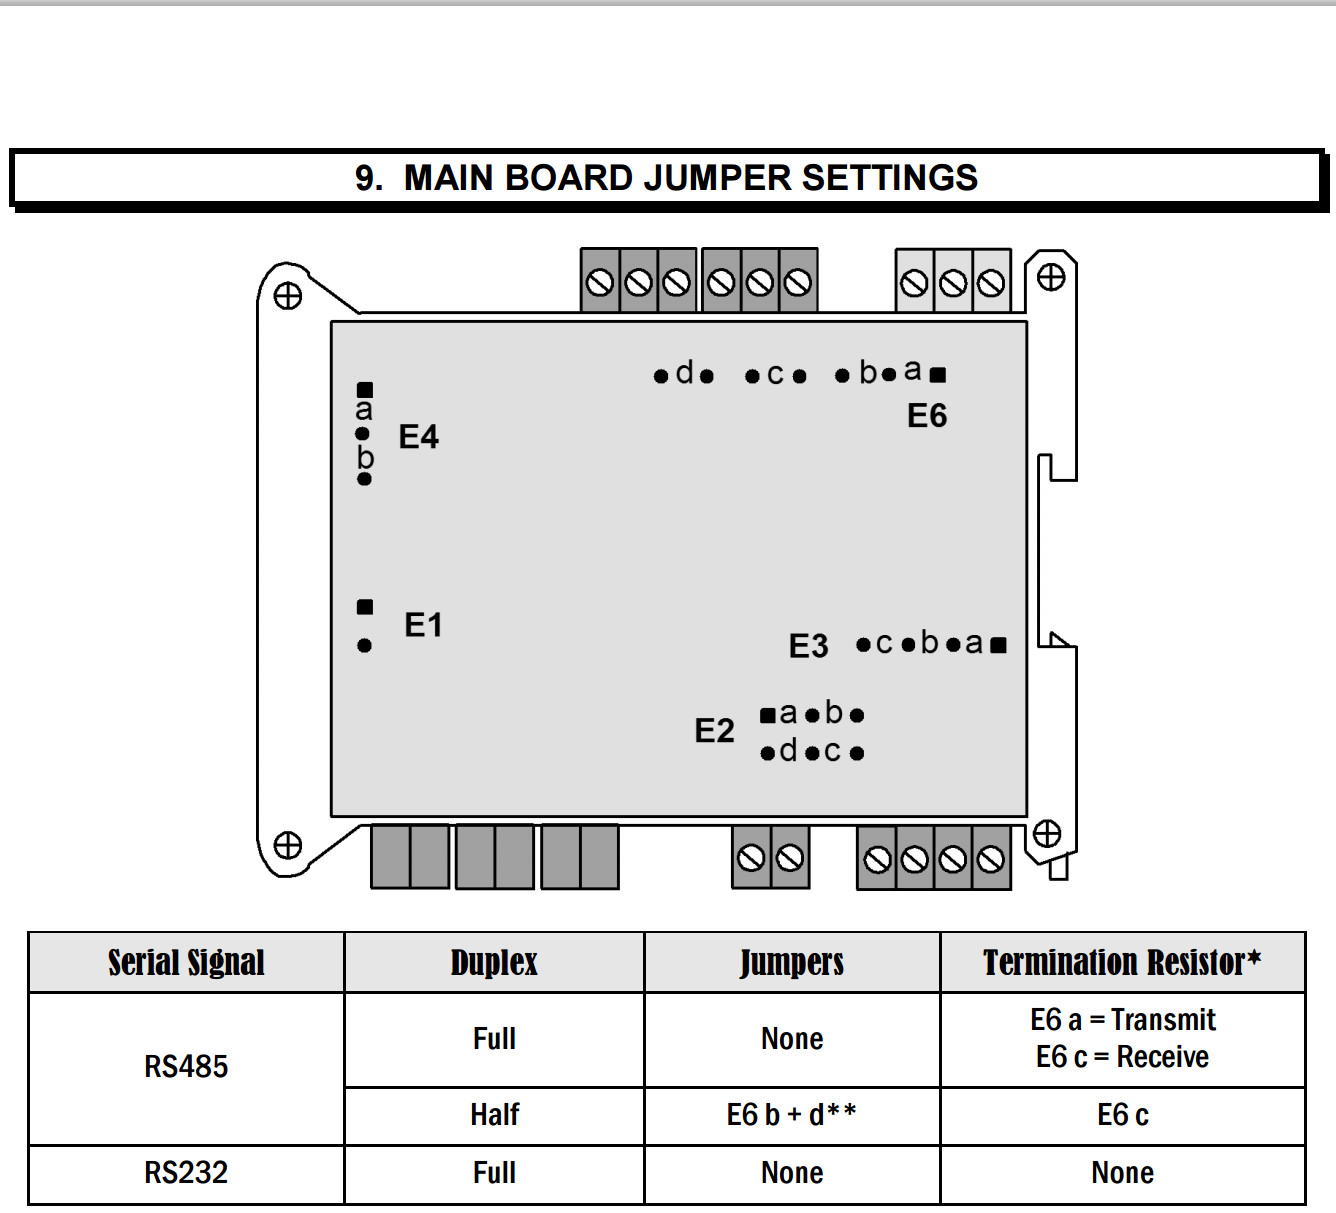 9. MAIN BOARD JUMPER SETTINGS
d c b a
E6
a
E4
b
E1
E3 c b a
a b
E2
d c
Serial Signal Duplex Jumpers Termination Resistor*
RS485 Full None E6 a = Transmit
E6 c = Receive
Half E6 b + d** E6 c
RS232 Full None None